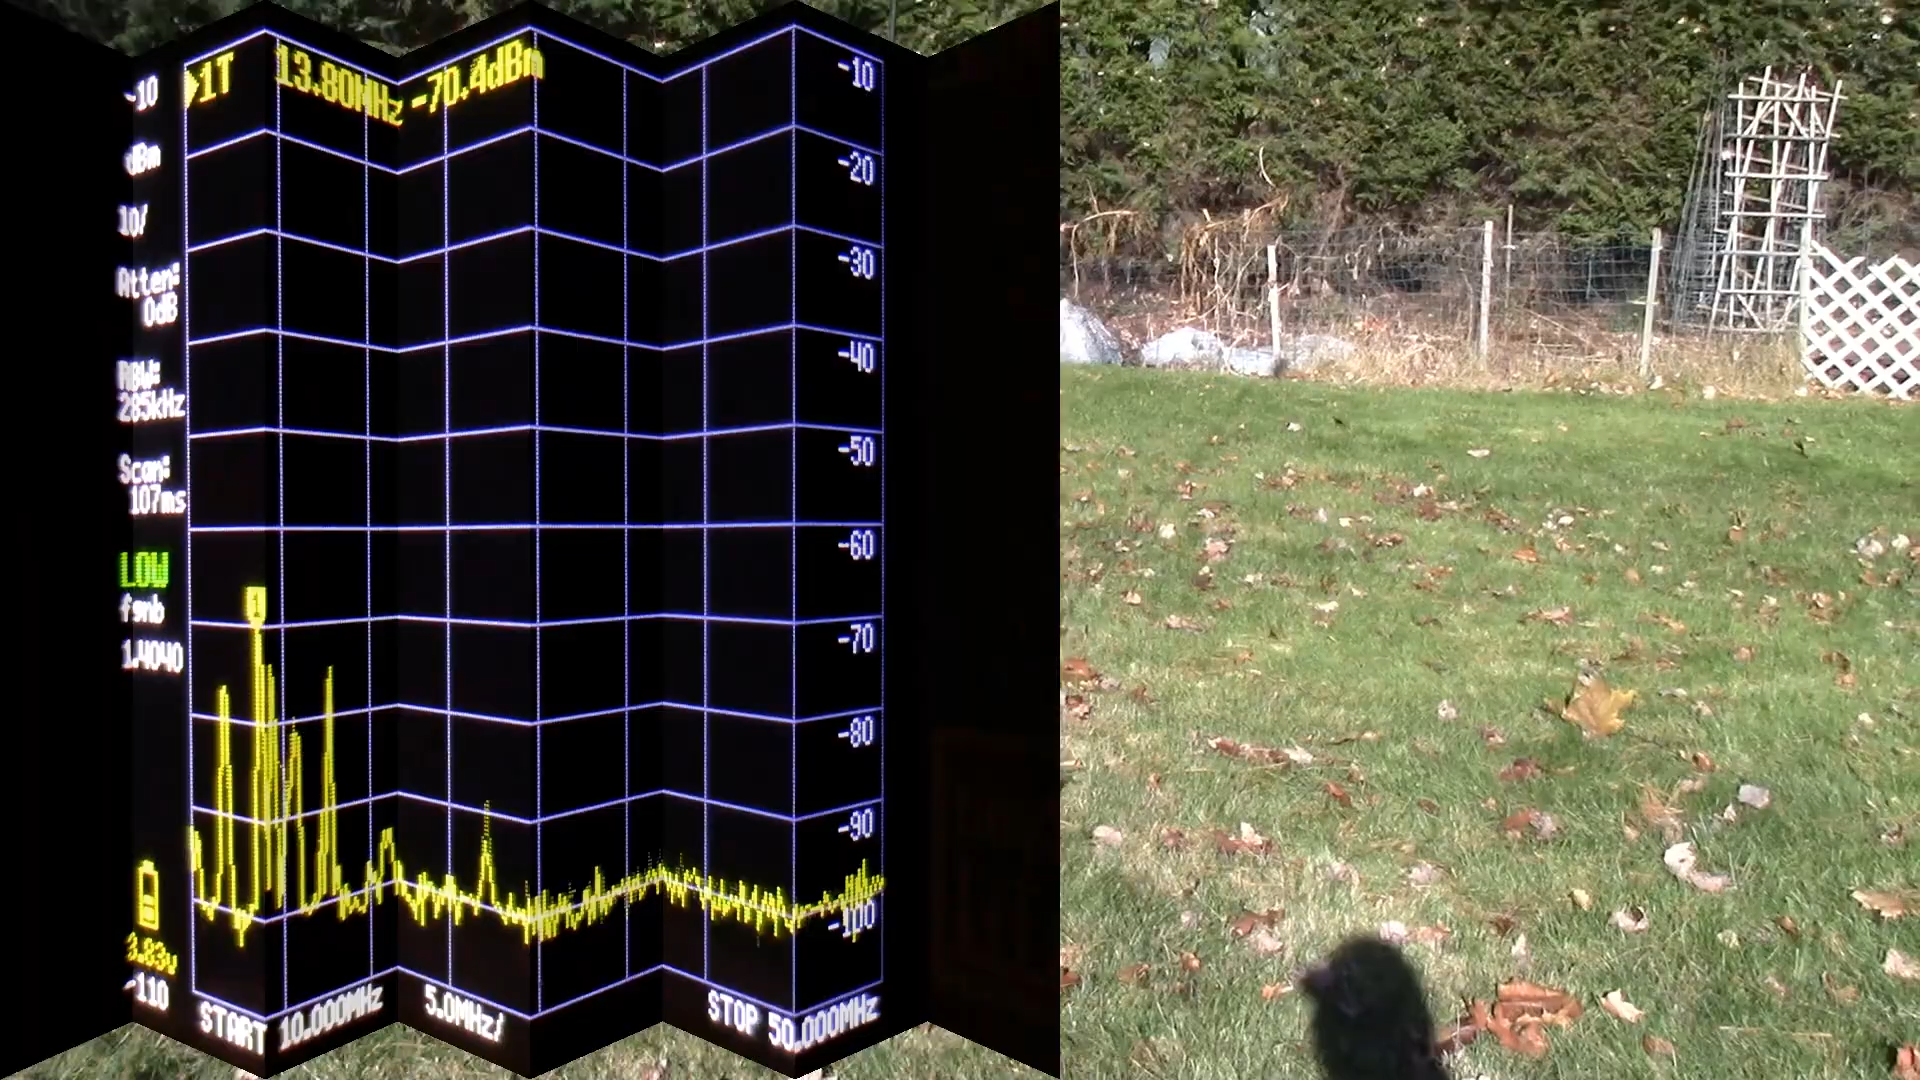 1T 13.80MHz -70.4dBm
-10
dBm
10/
Atten:
0dB
RBW:
285kHz
Scan:
107ms
LOW
fsnb
1.4040
3.83v
-110
-10
-20
-30
-40
-50
-60
-70
-80
-90
-100
1
START 10.000MHz 5.0MHz/ STOP 50.000MHz